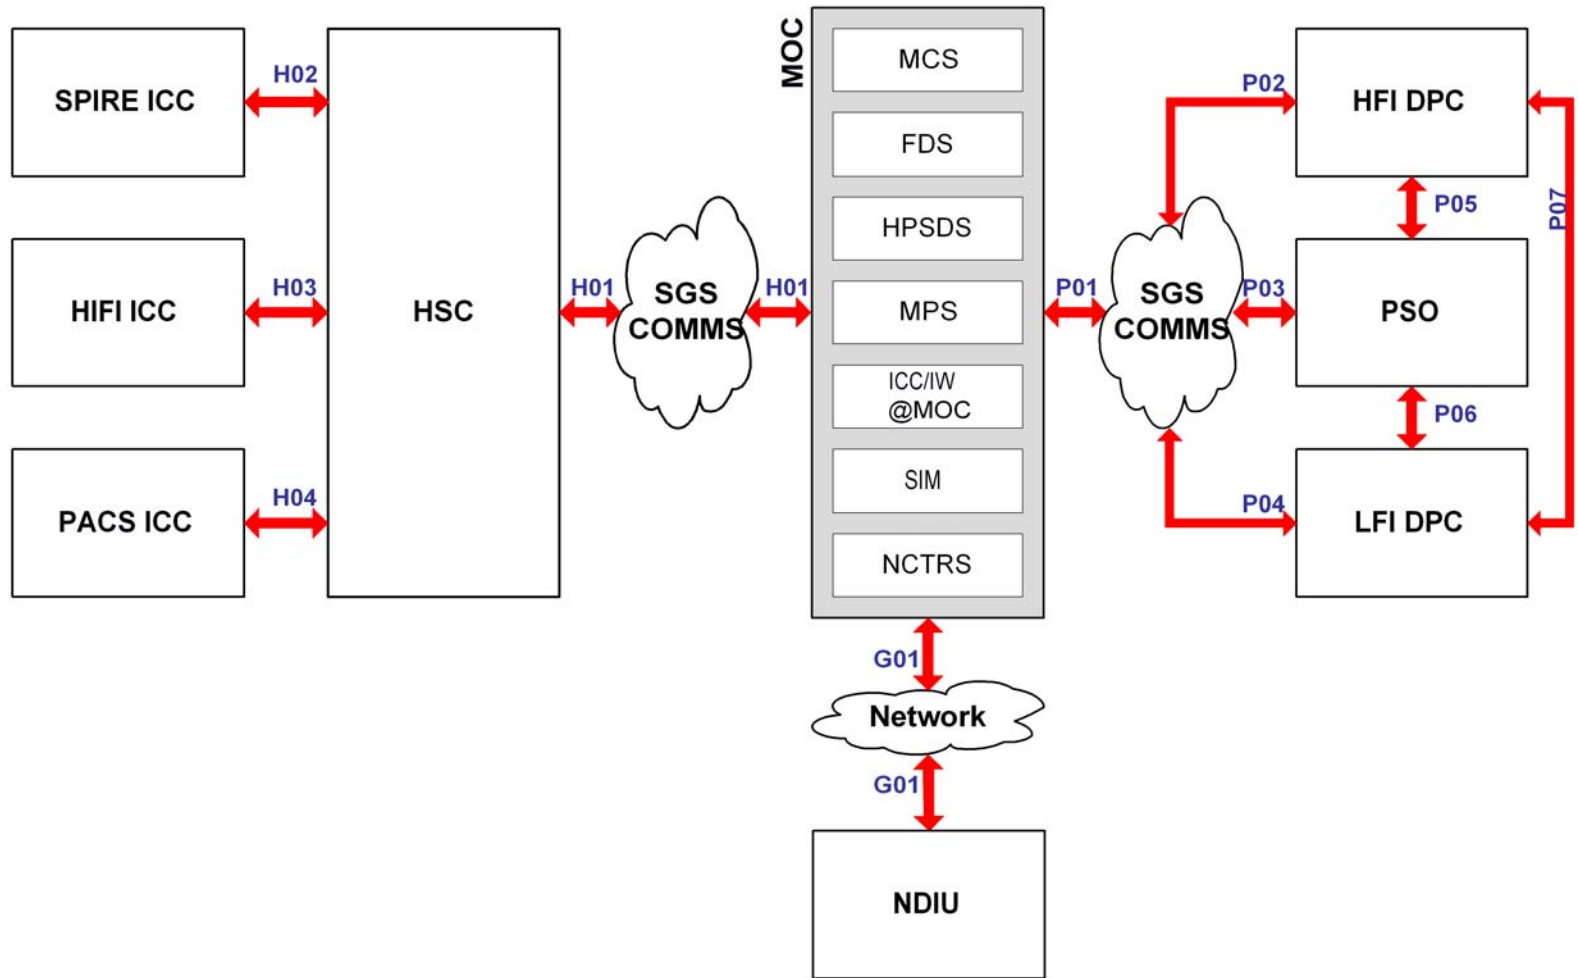 SPIRE ICC
H02
HIFI ICC
H03
PACS ICC
H04
HSC
H01
SGS
COMMS
H01
MOC
MCS
FDS
HPSDS
MPS
ICC/IW
@MOC
SIM
NCTRS
P01
SGS
COMMS
P02
P03
P04
HFI DPC
P05
PSO
P06
LFI DPC
P07
G01
Network
G01
NDIU